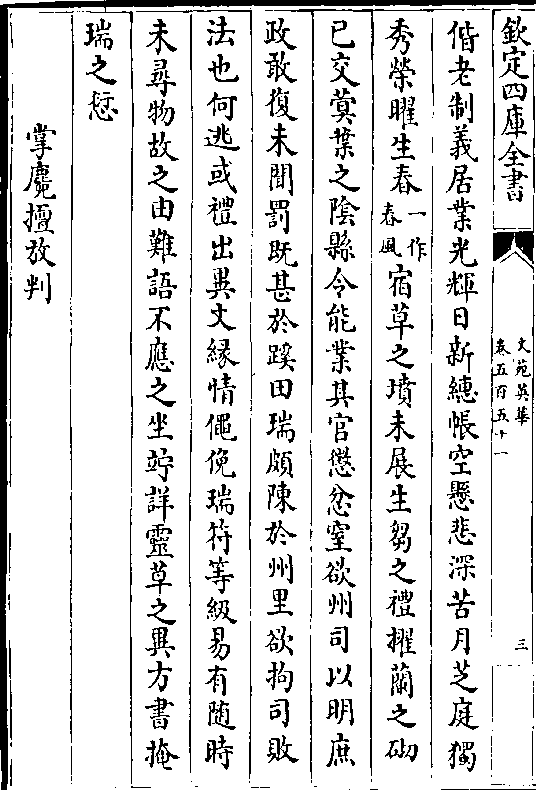 欽定四庫全書
文苑英華
卷五百五十一
三
偕老制義居業光輝日新繐帳空懸悲深苦月芝庭獨
秀榮曜生春一作春風宿草之墳未展生芻之禮擢蘭之砌
已交蓂葉之陰縣令能業其官懲忿窒欲州司以明庶
政敢復未聞罰既甚於蹊田瑞頗陳於州里欲拘司敗
法也何逃或禮出異文緣情僶俛瑞符等級易有隨時
未尋物故之由難語不應之坐竚詳靈草之異方書掩
瑞之愆
掌麑擅放判